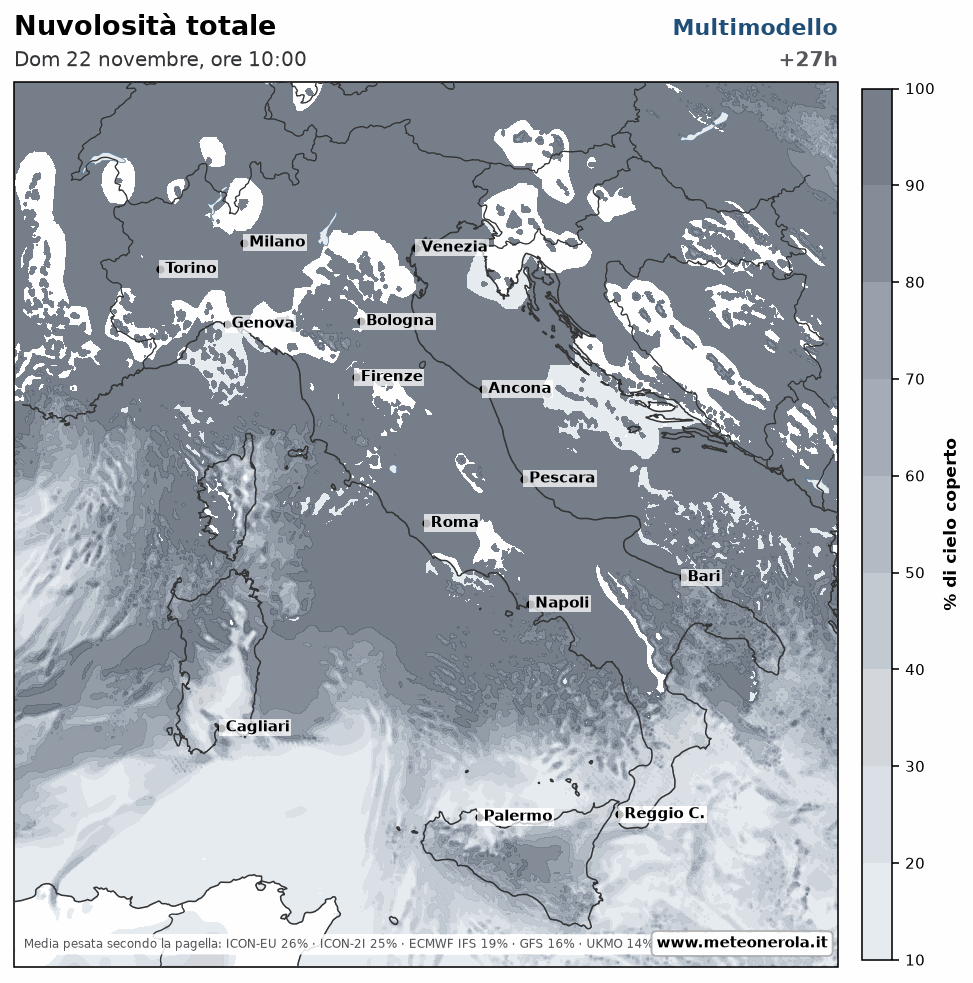 Nuvolosità totale
Multimodello
Dom 22 novembre, ore 10:00
+27h
100
90
80
70
60
50
40
30
20
10
% di cielo coperto
Milano
Venezia
Torino
Genova
Bologna
Firenze
Ancona
Pescara
Roma
Bari
Napoli
Cagliari
Palermo
Reggio C.
Media pesata secondo la pagella: ICON-EU 26% · ICON-2I 25% · ECMWF IFS 19% · GFS 16% · UKMO 14%
www.meteonerola.it